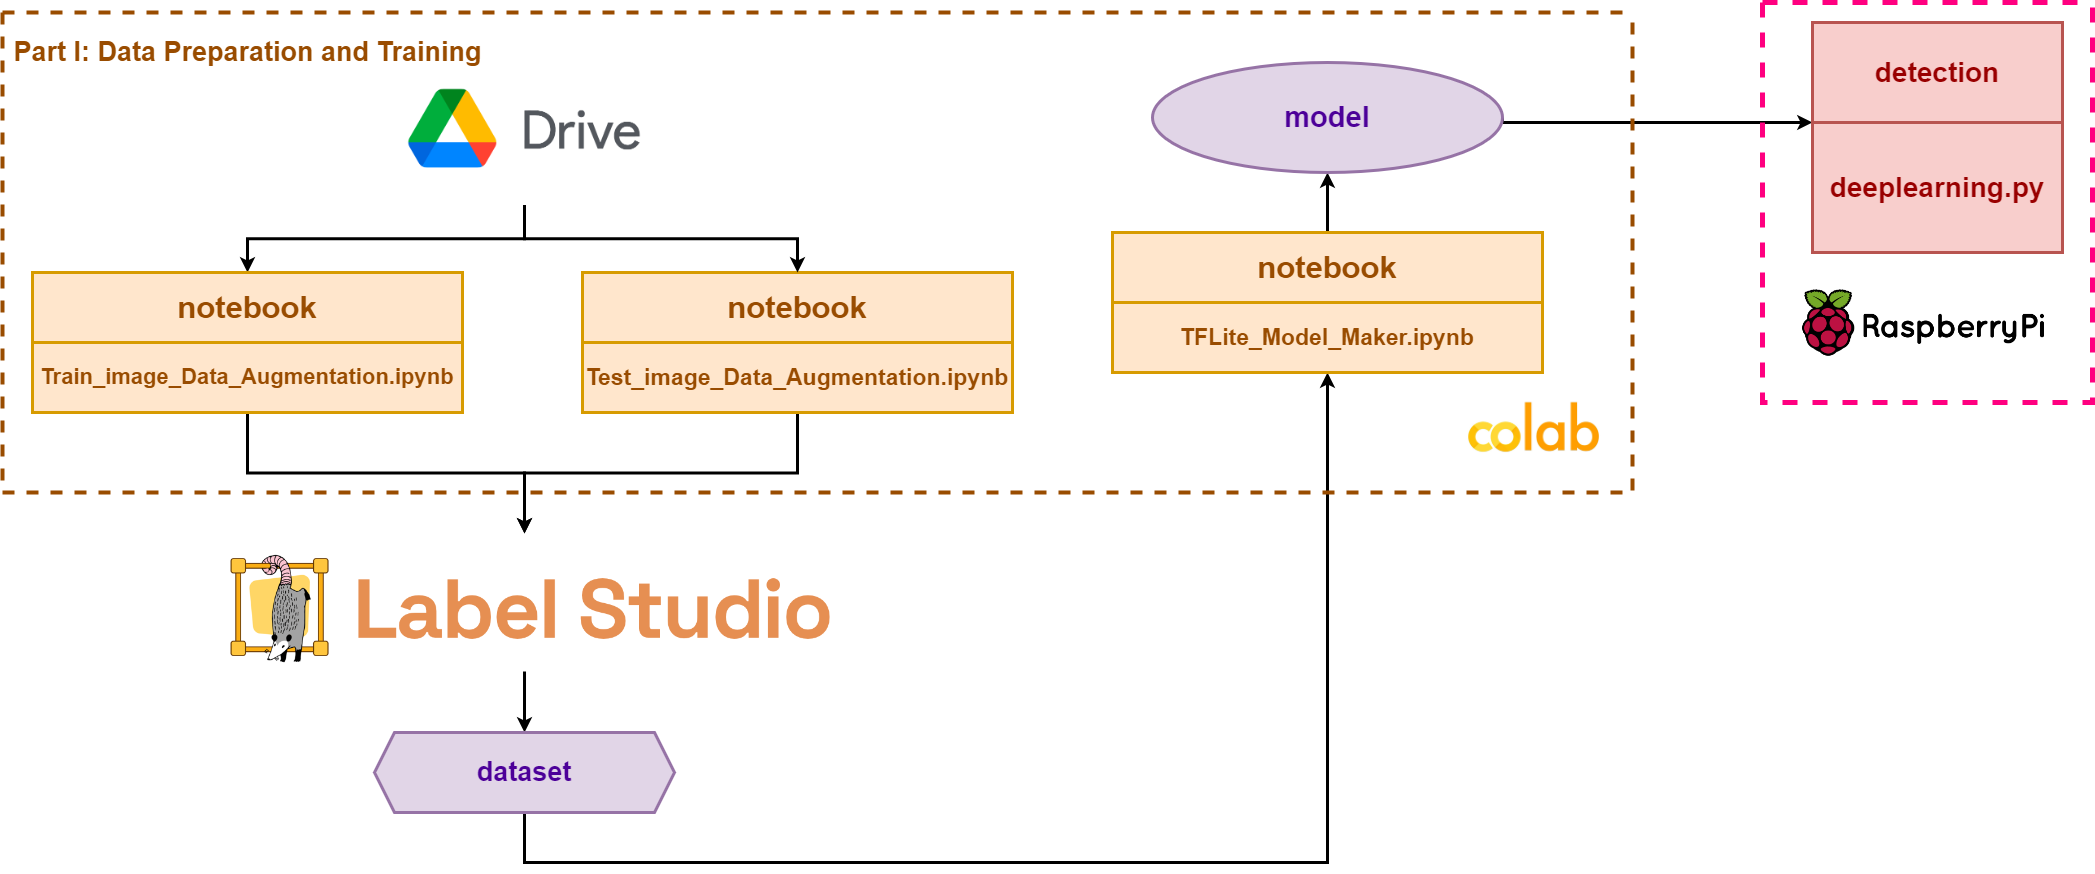 Part I: Data Preparation and Training
Drive
notebook
Train_image_Data_Augmentation.ipynb
notebook
Test_image_Data_Augmentation.ipynb
Label Studio
dataset
model
notebook
TFLite_Model_Maker.ipynb
colab
detection
deeplearning.py
RaspberryPi